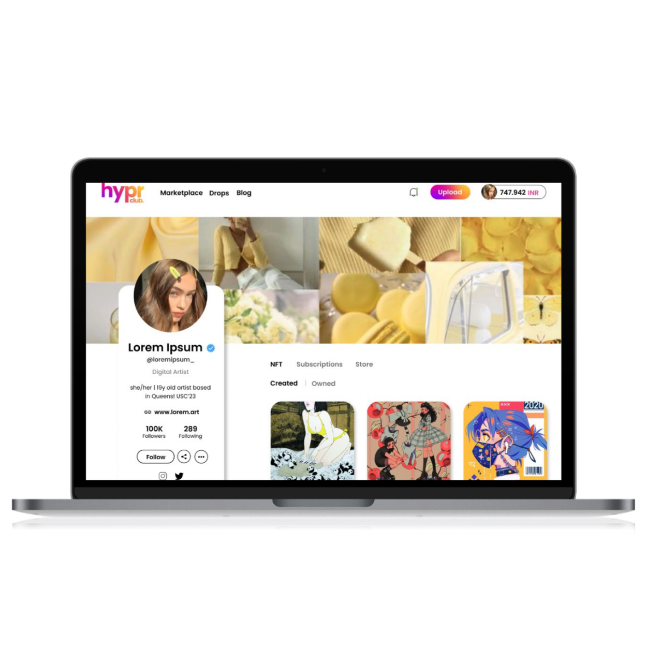 hypr
club.
Marketplace Drops Blog
Upload
747.942 INR
Lorem Ipsum
@loremipsum_
Digital Artist
she/her | 19y old artist based
in Queens! USC'23
www.lorem.art
100K 289
Followers Following
Follow
NFT Subscriptions Store
Created | Owned
2020